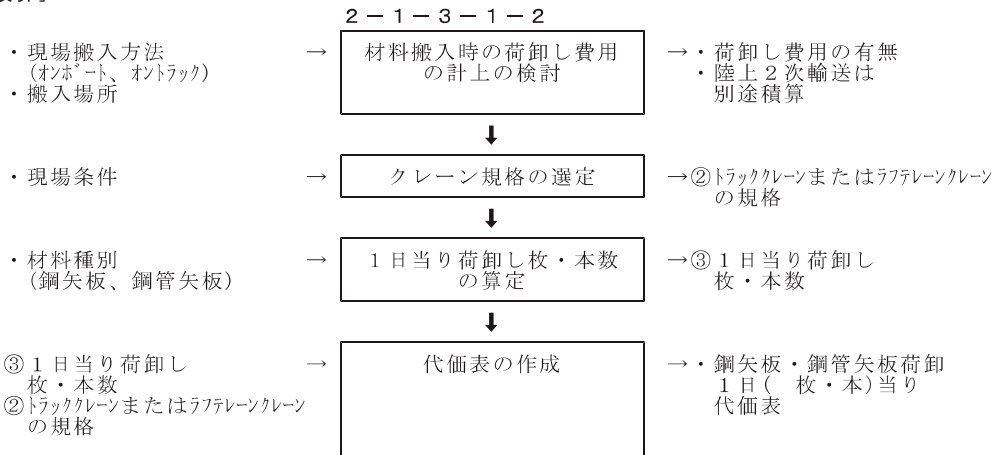 ２－１－３－１－２
・現場搬入方法
(ｵﾝﾎﾞｰﾄ、ｵﾝﾄﾗｯｸ)
・搬入場所
→
材料搬入時の荷卸し費用
の計上の検討
→・荷卸し費用の有無
・陸上２次輸送は
別途積算
⬇
・現場条件
→
クレーン規格の選定
→②ﾄﾗｯｸｸﾚｰﾝまたはﾗﾌﾃﾚｰﾝｸﾚｰﾝ
の規格
⬇
・材料種別
(鋼矢板、鋼管矢板)
→
１日当り荷卸し枚・本数
の算定
→③１日当り荷卸し
枚・本数
⬇
③１日当り荷卸し
枚・本数
②ﾄﾗｯｸｸﾚｰﾝまたはﾗﾌﾃﾚｰﾝｸﾚｰﾝ
の規格
→
代価表の作成
→・鋼矢板・鋼管矢板荷卸
１日(　枚・本)当り
代価表